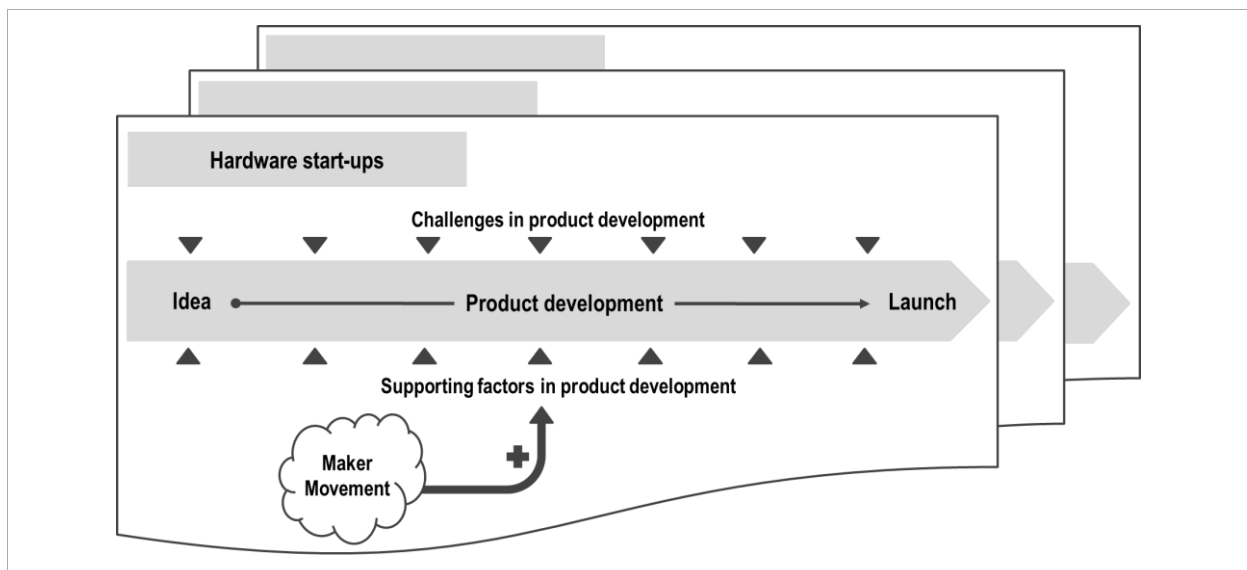 Hardware start-ups
Challenges in product development
Idea Product development Launch
Supporting factors in product development
Maker
Movement